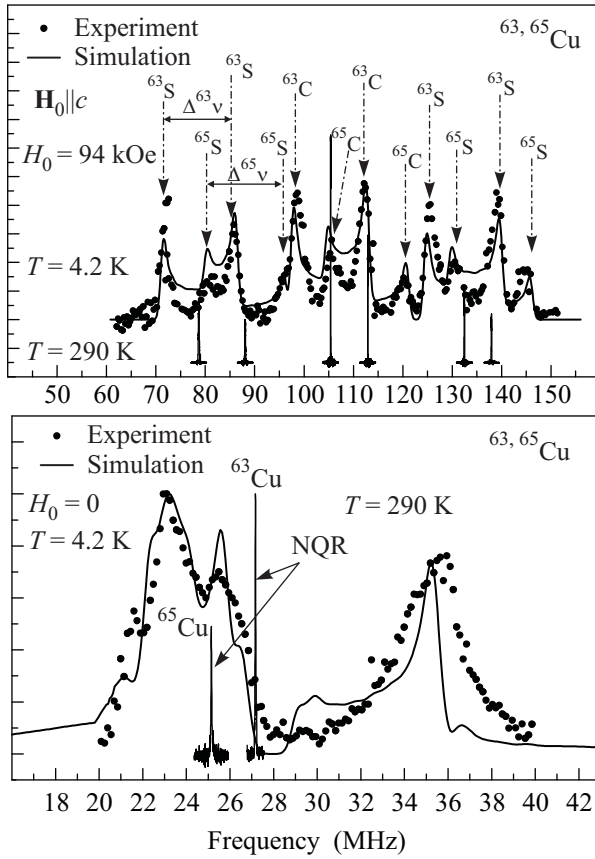 Experiment
Simulation
63, 65Cu
H0||c
63S
63S
63C
63C
63S
63S
Δ63ν
65S
65S
65C
65C
65S
65S
Δ65ν
H0 = 94 kOe
T = 4.2 K
T = 290 K
40 50 60 70 80 90 100 110 120 130 140 150
Experiment
Simulation
63, 65Cu
63Cu
H0 = 0
T = 4.2 K
T = 290 K
NQR
65Cu
18 20 22 24 26 28 30 32 34 36 38 40 42
Frequency (MHz)